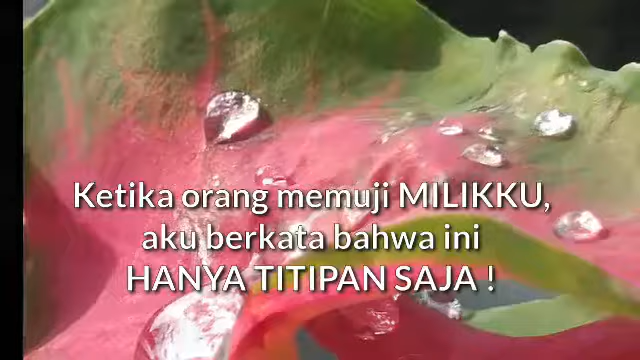 Ketika orang memuji MILIKKU,
aku berkata bahwa ini
HANYA TITIPAN SAJA !